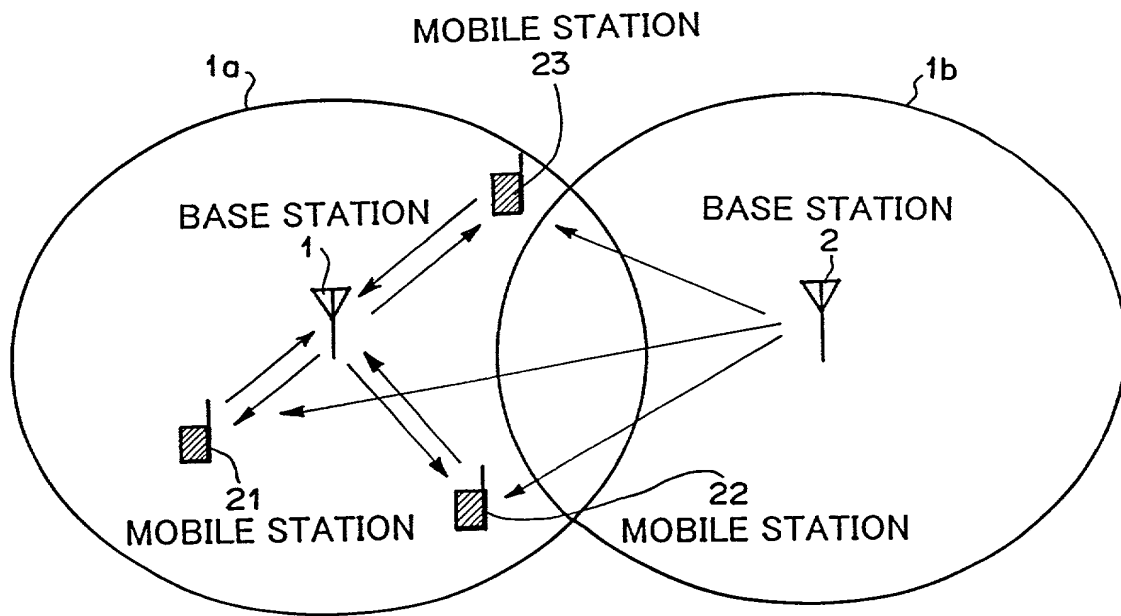 MOBILE STATION
23
1a
1b
BASE STATION
1
BASE STATION
2
21
MOBILE STATION
22
MOBILE STATION